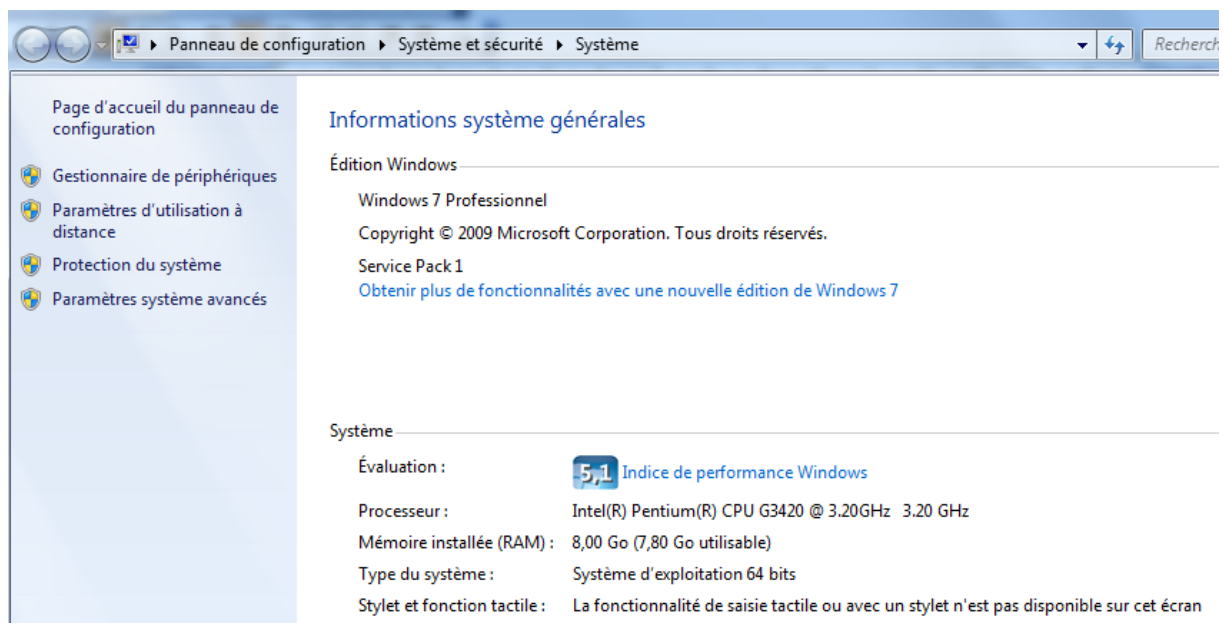 Panneau de configuration ▸ Système et sécurité ▸ Système
Recherch
Page d'accueil du panneau de
configuration
Gestionnaire de périphériques
Paramètres d'utilisation à
distance
Protection du système
Paramètres système avancés
Informations système générales
Édition Windows
Windows 7 Professionnel
Copyright © 2009 Microsoft Corporation. Tous droits réservés.
Service Pack 1
Obtenir plus de fonctionnalités avec une nouvelle édition de Windows 7
Système
Évaluation : 5,1 Indice de performance Windows
Processeur : Intel(R) Pentium(R) CPU G3420 @ 3.20GHz 3.20 GHz
Mémoire installée (RAM) : 8,00 Go (7,80 Go utilisable)
Type du système : Système d'exploitation 64 bits
Stylet et fonction tactile : La fonctionnalité de saisie tactile ou avec un stylet n'est pas disponible sur cet écran